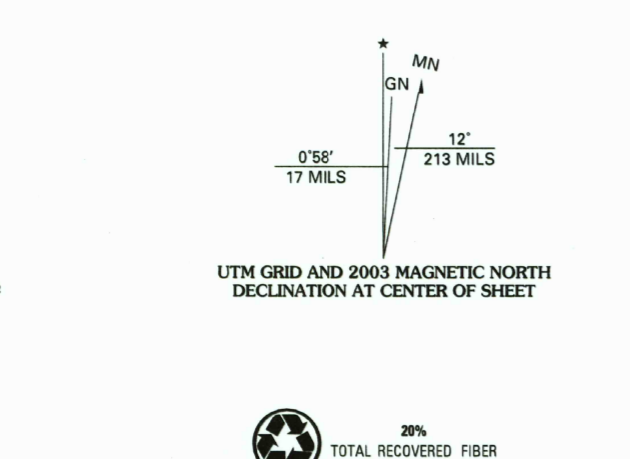 ★
MN
GN
12°
213 MILS
0°58′
17 MILS
UTM GRID AND 2003 MAGNETIC NORTH
DECLINATION AT CENTER OF SHEET
20%
TOTAL RECOVERED FIBER